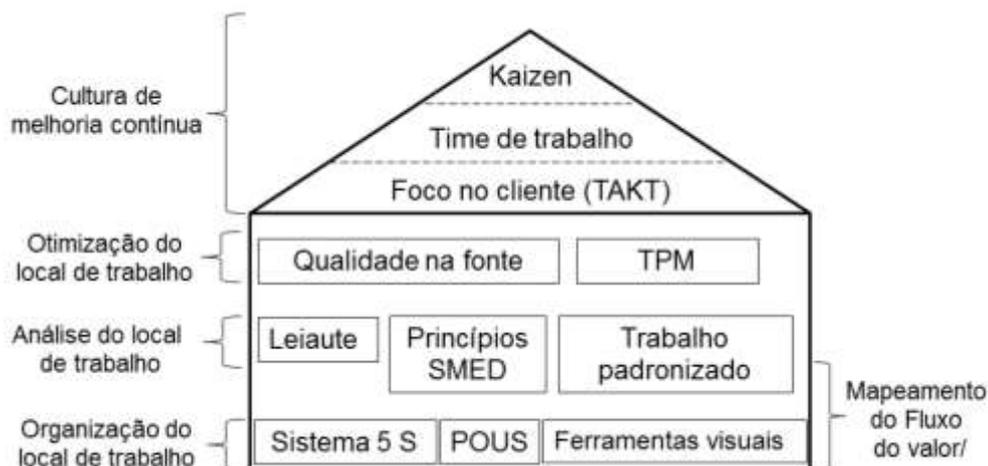 Kaizen
Cultura de
melhoria contínua
Time de trabalho
Foco no cliente (TAKT)
Otimização do
local de trabalho
Qualidade na fonte
TPM
Análise do local
de trabalho
Leiaute
Princípios
SMED
Trabalho
padronizado
Mapeamento
do Fluxo
do valor/
Organização do
local de trabalho
Sistema 5 S
POUS
Ferramentas visuais